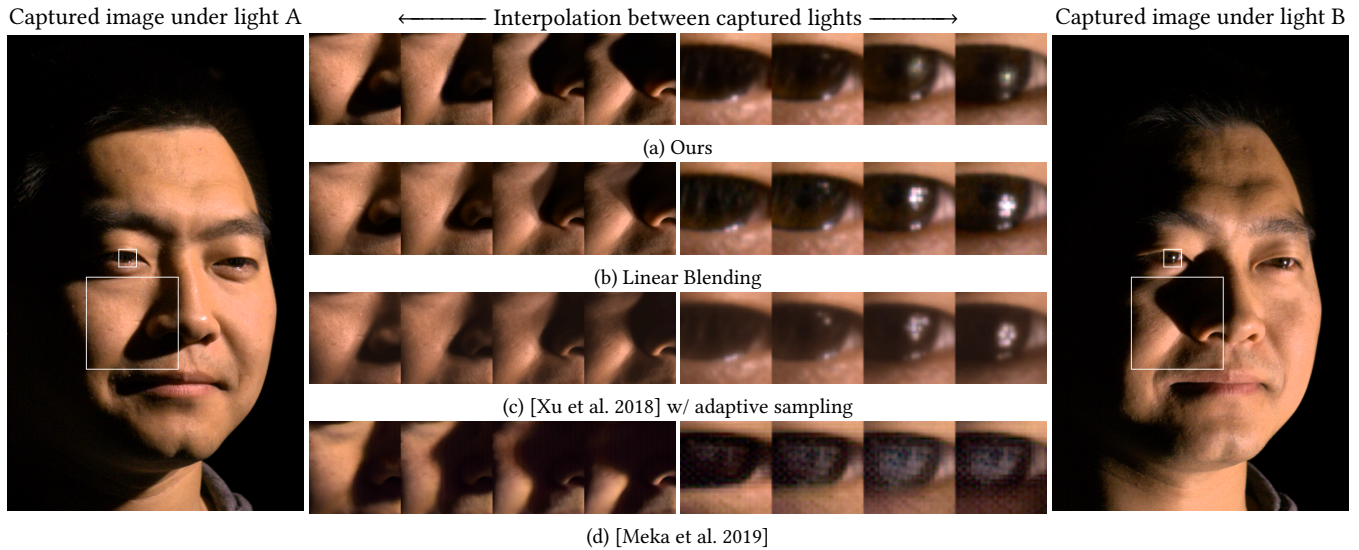 Captured image under light A
Interpolation between captured lights
Captured image under light B
(a) Ours
(b) Linear Blending
(c) [Xu et al. 2018] w/ adaptive sampling
(d) [Meka et al. 2019]